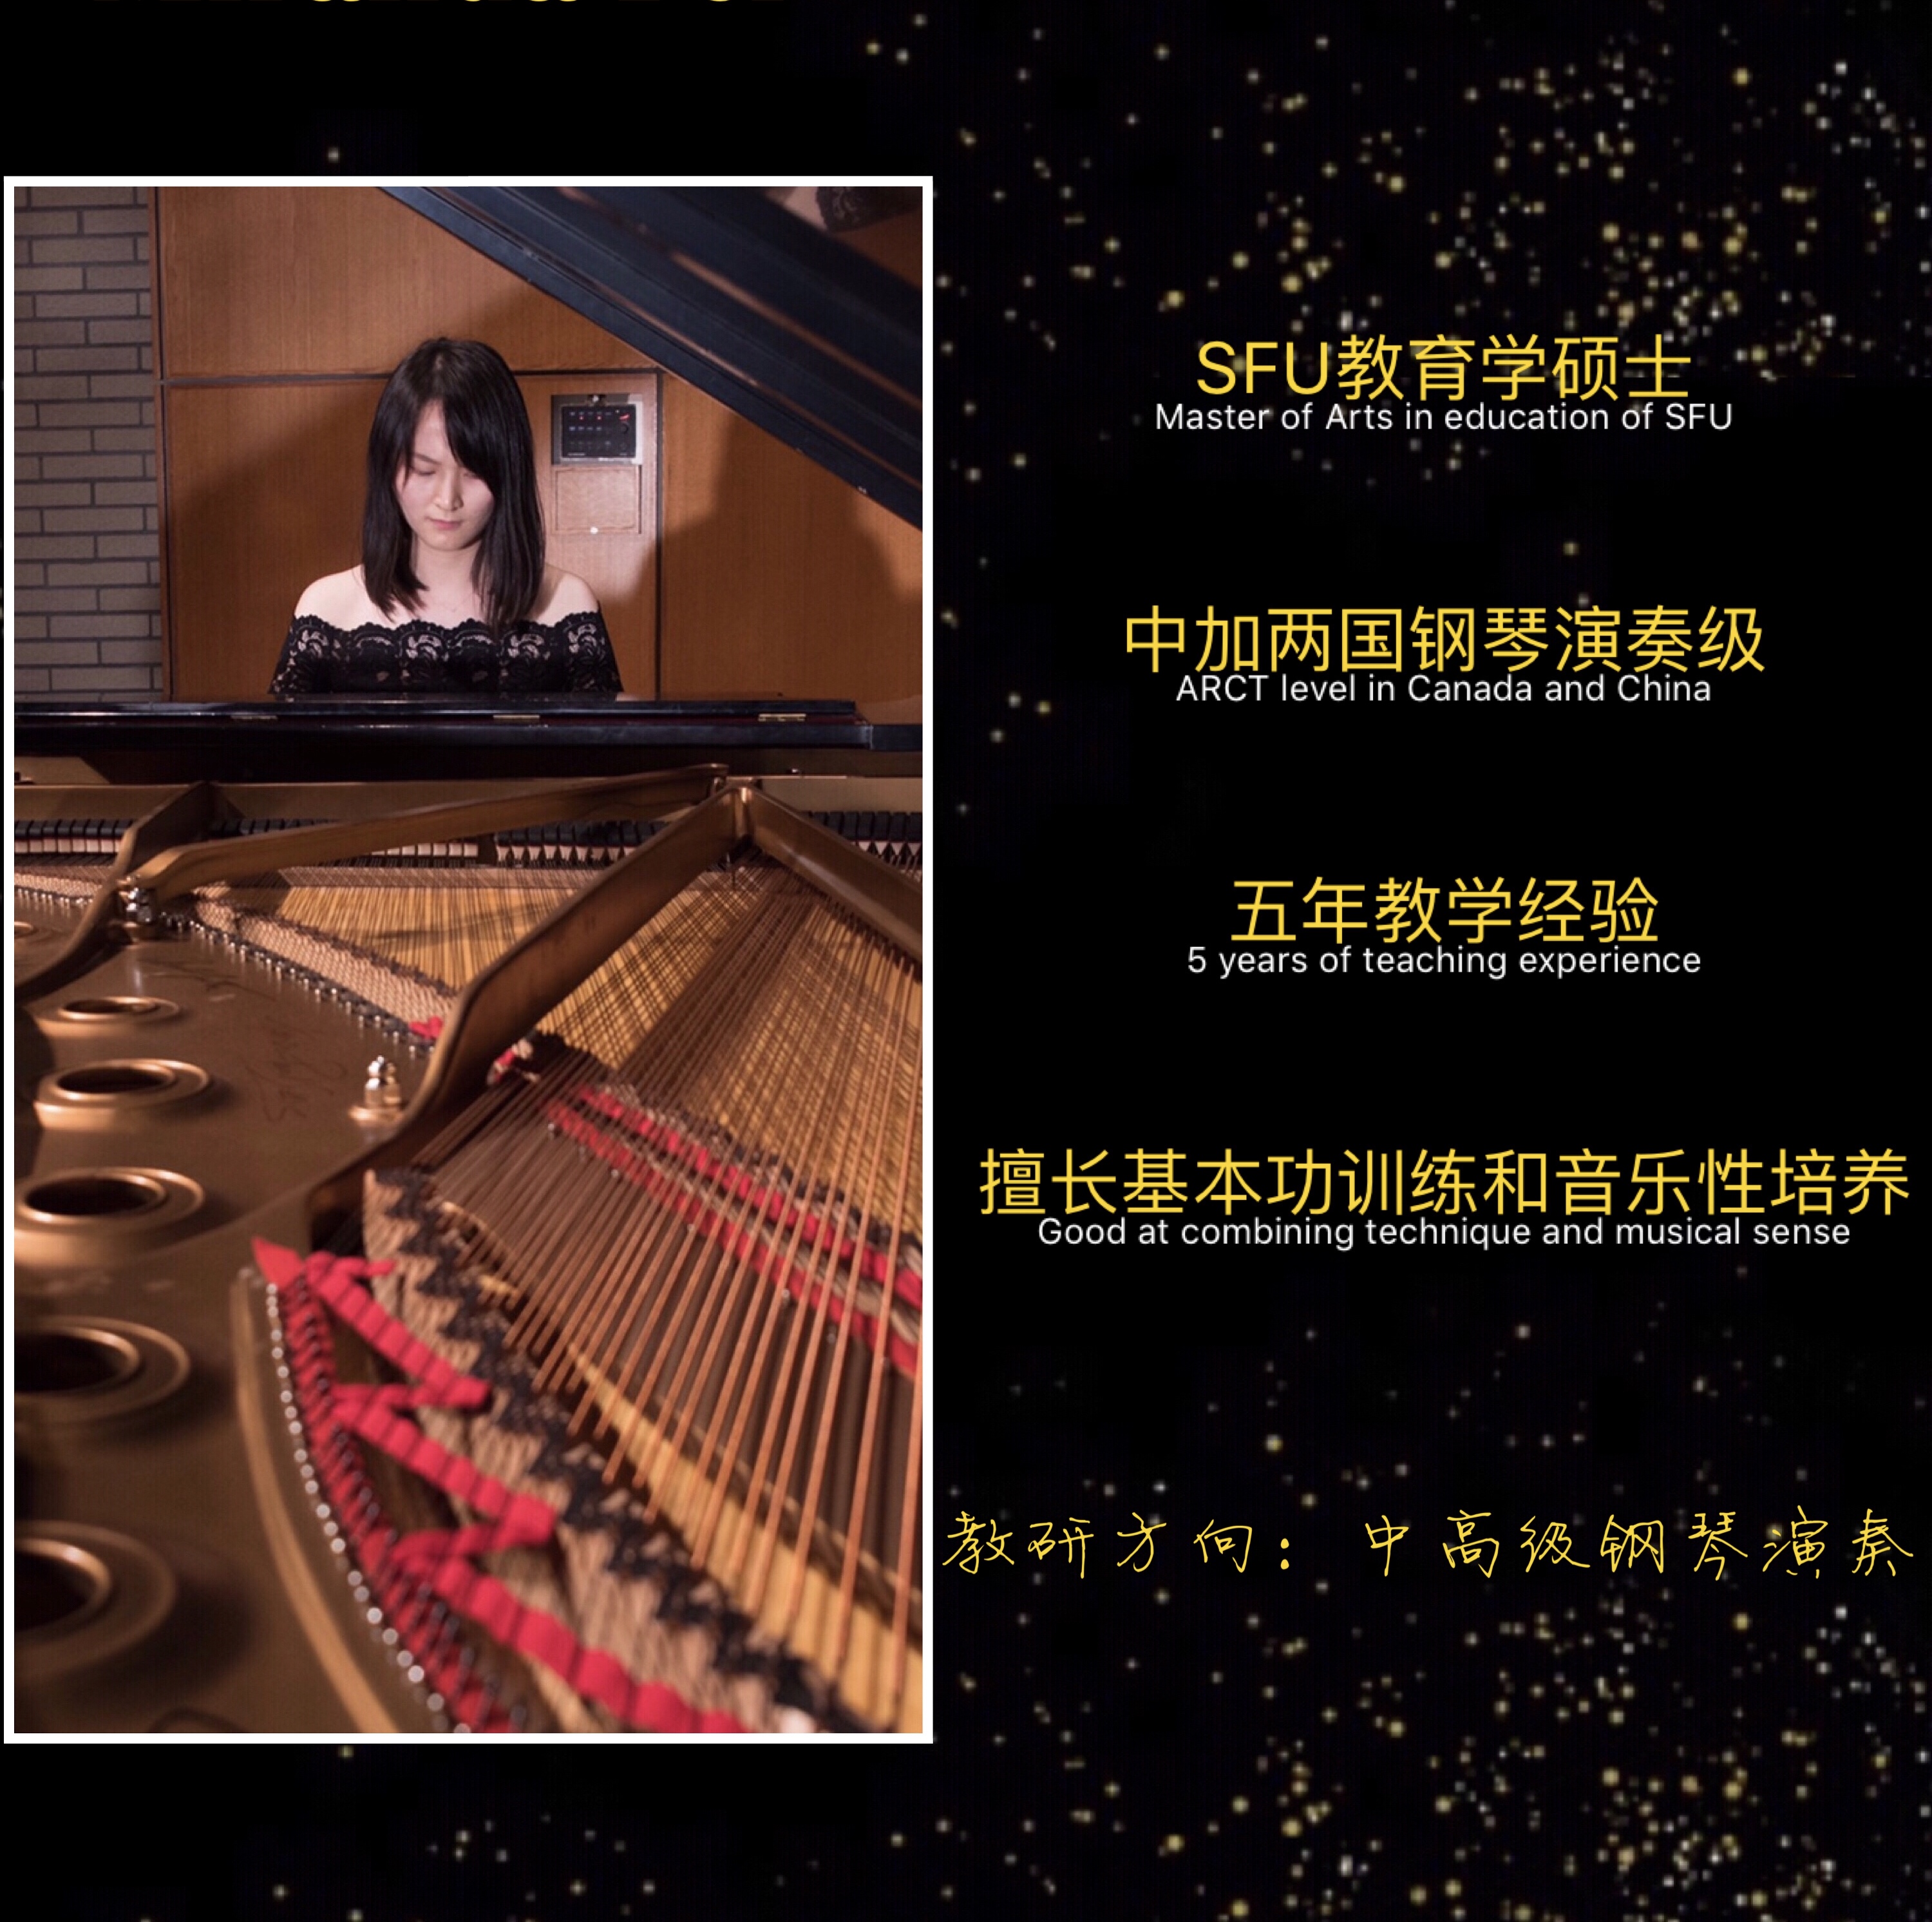 SFU教育学硕士
Master of Arts in education of SFU
中加两国钢琴演奏级
ARCT level in Canada and China
五年教学经验
5 years of teaching experience
擅长基本功训练和音乐性培养
Good at combining technique and musical sense
教研方向：中高级钢琴演奏